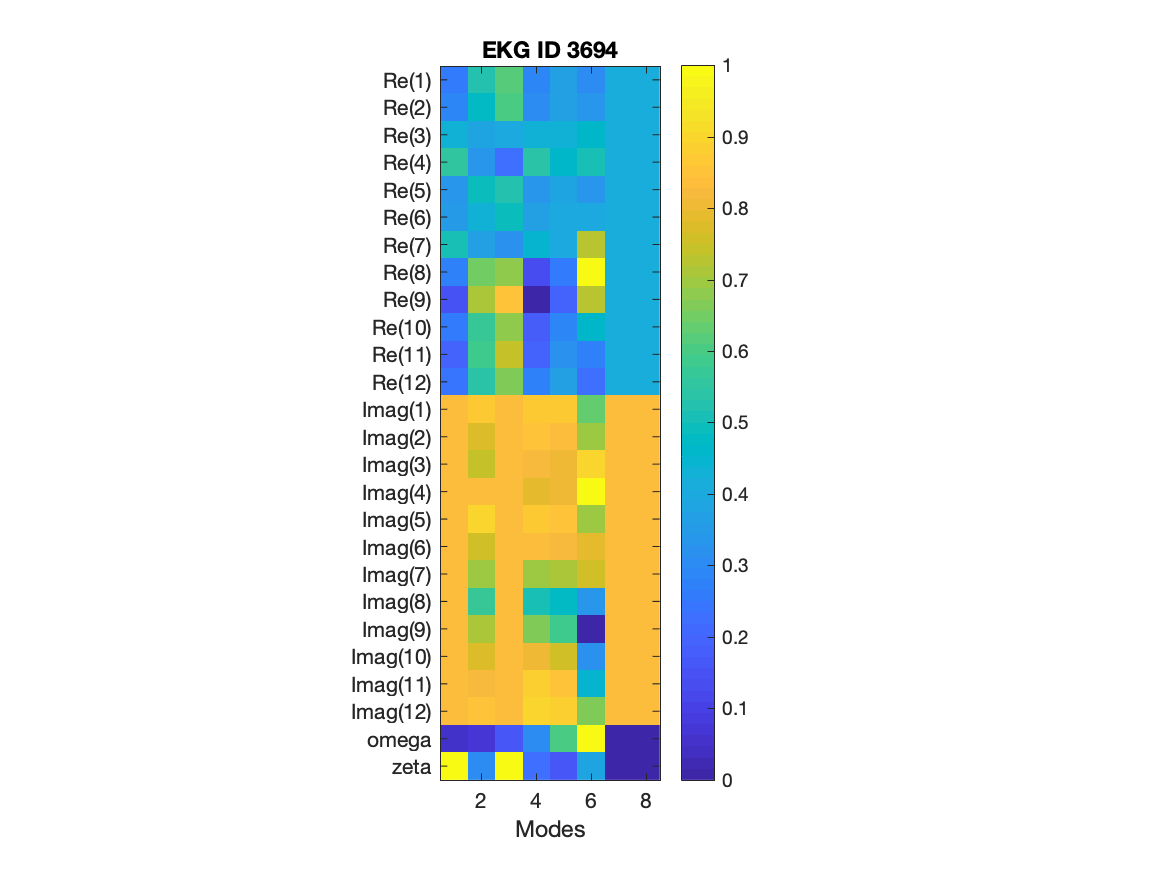 EKG ID 3694
Re(1)
Re(2)
Re(3)
Re(4)
Re(5)
Re(6)
Re(7)
Re(8)
Re(9)
Re(10)
Re(11)
Re(12)
Imag(1)
Imag(2)
Imag(3)
Imag(4)
Imag(5)
Imag(6)
Imag(7)
Imag(8)
Imag(9)
Imag(10)
Imag(11)
Imag(12)
omega
zeta
2 4 6 8
Modes
1
0.9
0.8
0.7
0.6
0.5
0.4
0.3
0.2
0.1
0